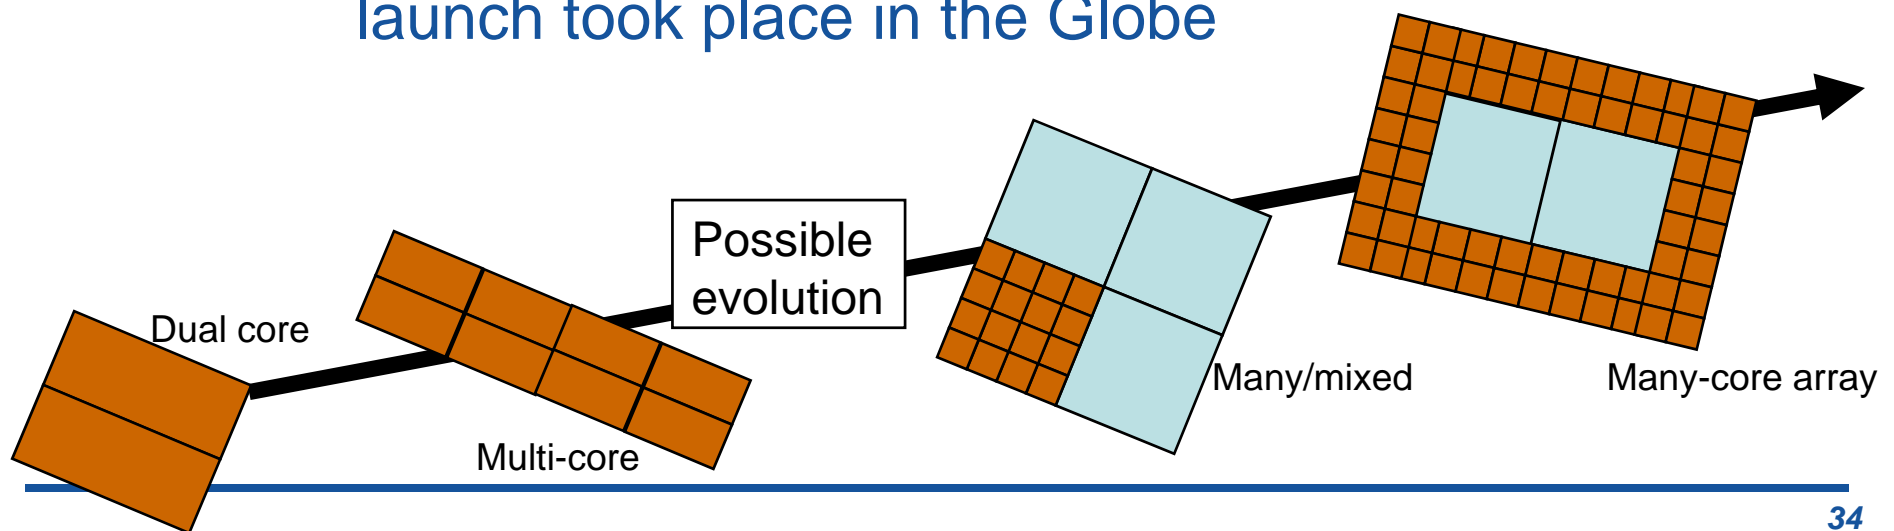 launch took place in the Globe
Possible
evolution
Dual core
Many/mixed
Many-core array
Multi-core
34